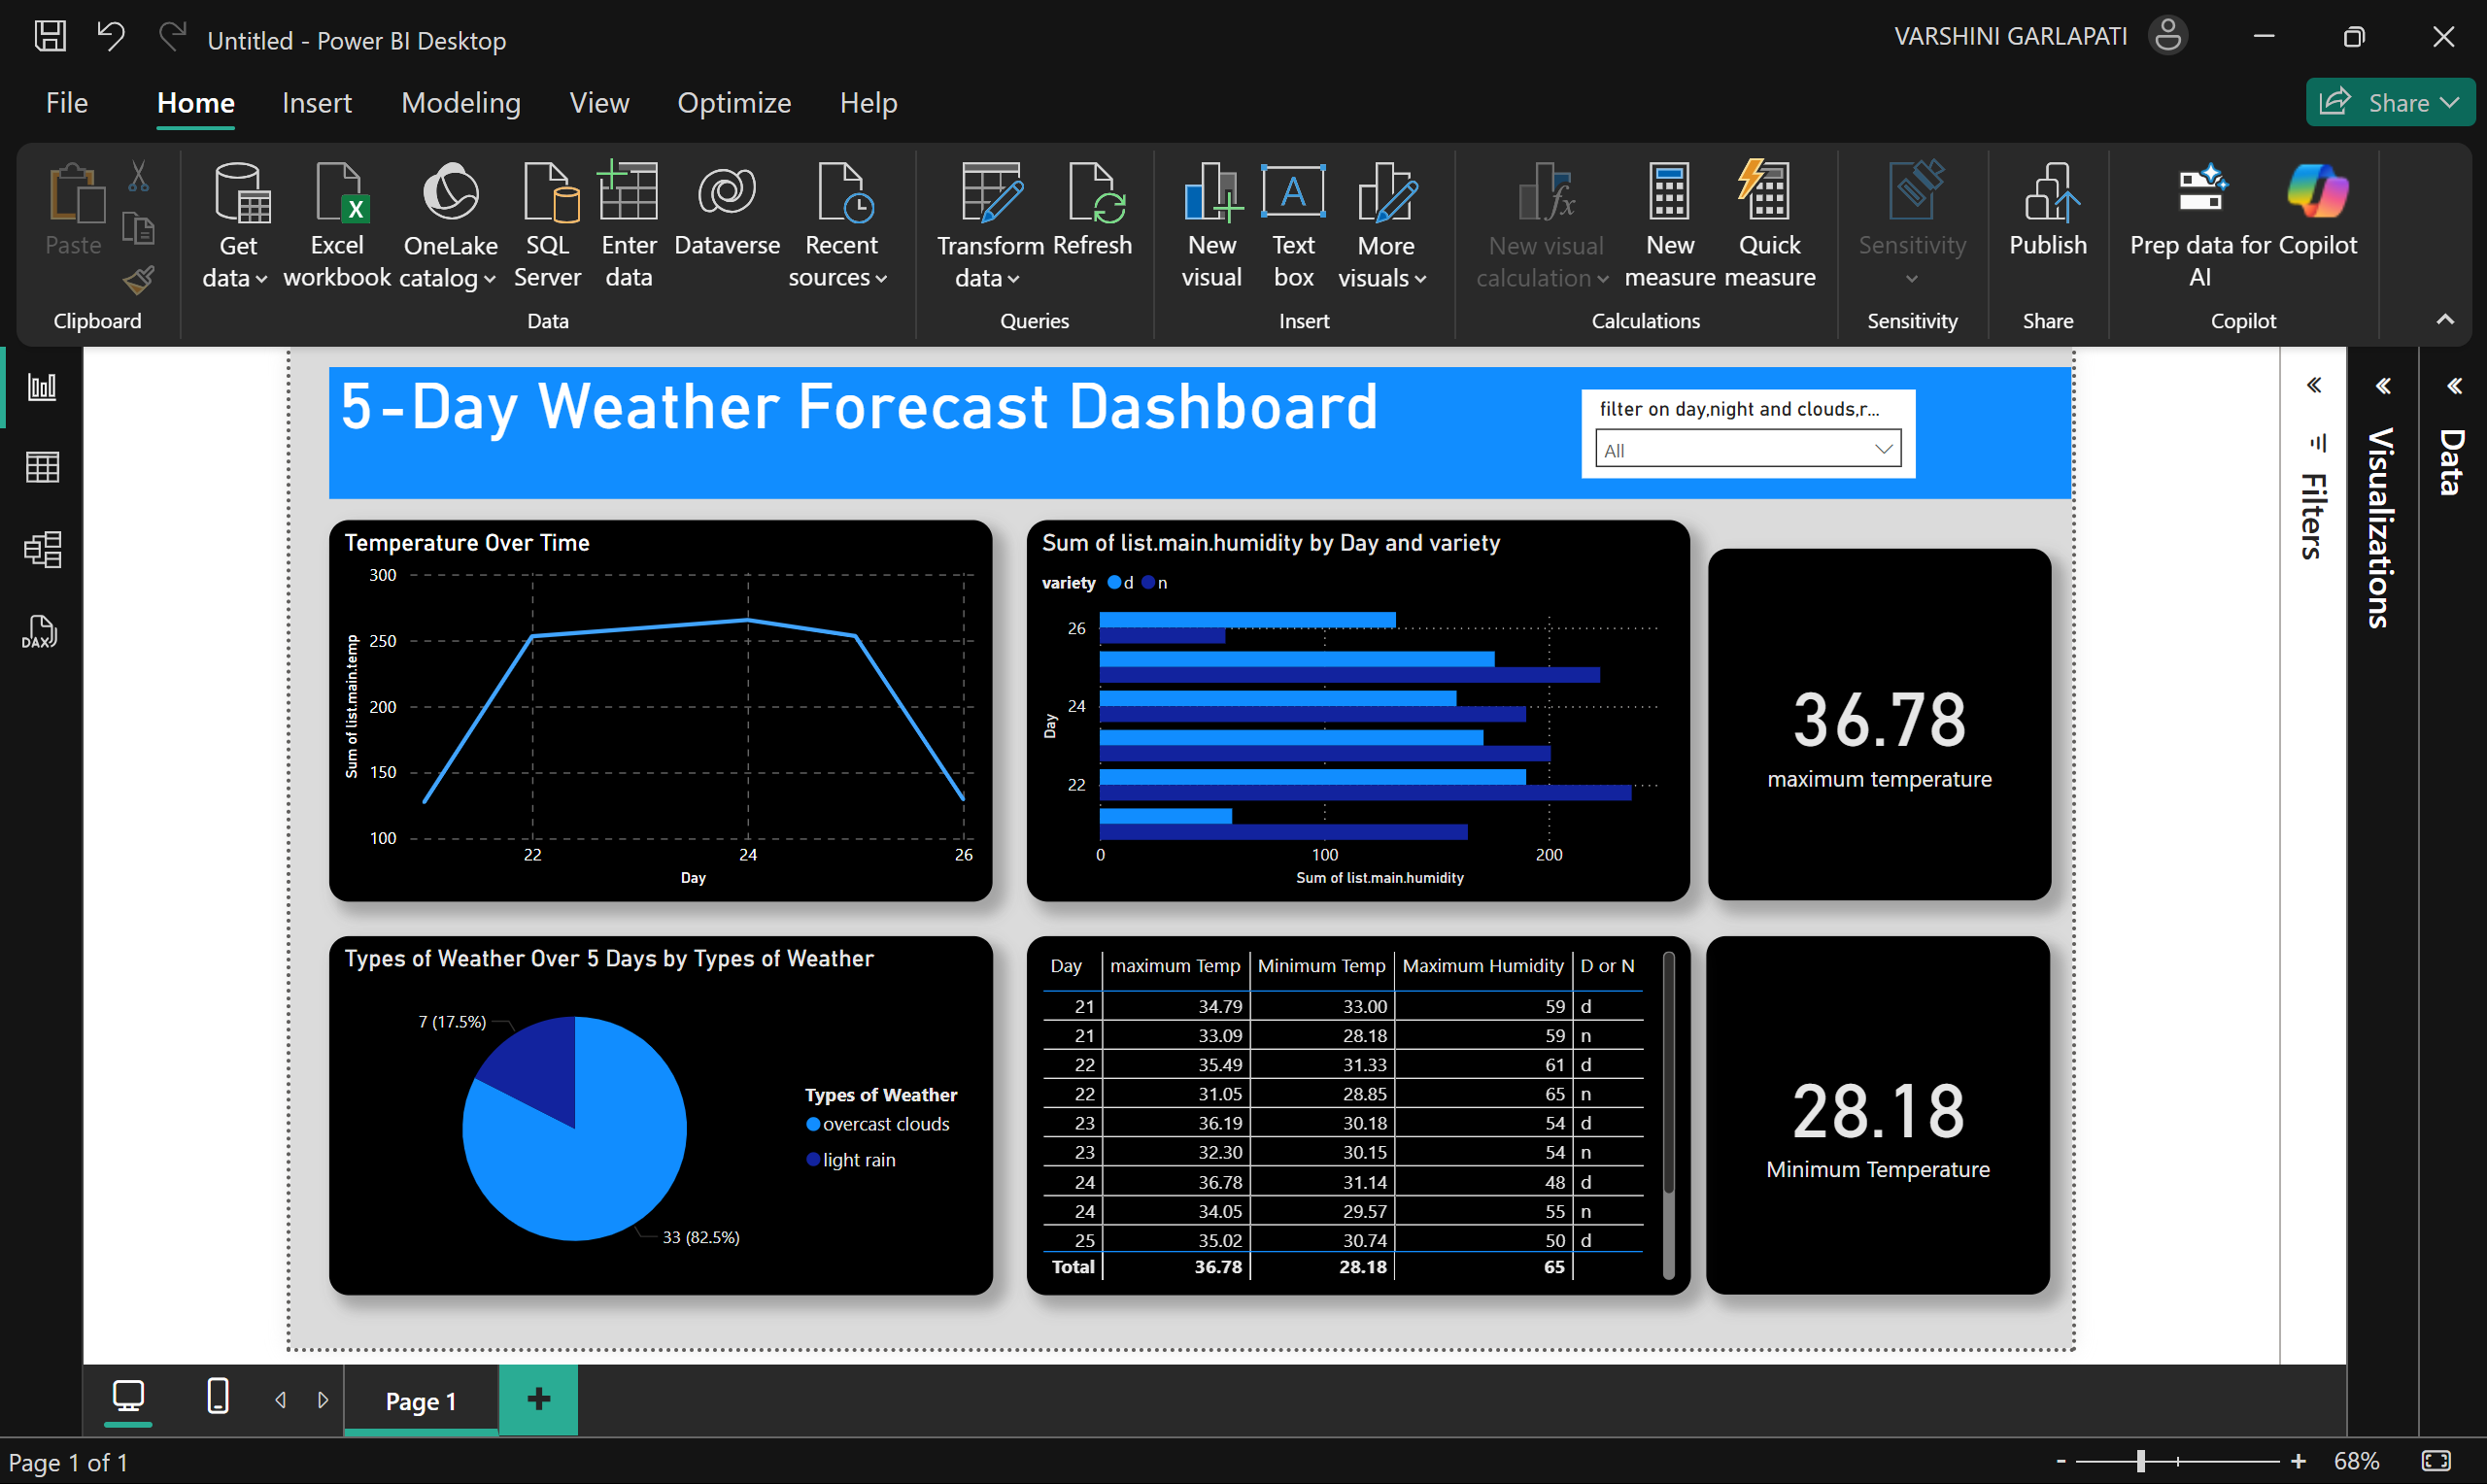 Untitled - Power BI Desktop
VARSHINI GARLAPATI
File Home Insert Modeling View Optimize Help
Share
Paste
Clipboard
Get data
Excel workbook
OneLake catalog
SQL Server
Enter data
Dataverse
Recent sources
Data
Transform data
Refresh
Queries
New visual
Text box
More visuals
Insert
New visual calculation
New measure
Quick measure
Calculations
Sensitivity
Sensitivity
Publish
Share
Prep data for AI
Copilot
Copilot
DAX
5-Day Weather Forecast Dashboard
filter on day,night and clouds,r...
All
Temperature Over Time
300
250
200
150
100
Sum of list.main.temp
22 24 26
Day
Sum of list.main.humidity by Day and variety
variety d n
26
24
22
Day
0 100 200
Sum of list.main.humidity
36.78
maximum temperature
Types of Weather Over 5 Days by Types of Weather
7 (17.5%)
33 (82.5%)
Types of Weather
overcast clouds
light rain
Day maximum Temp Minimum Temp Maximum Humidity D or N
21 34.79 33.00 59 d
21 33.09 28.18 59 n
22 35.49 31.33 61 d
22 31.05 28.85 65 n
23 36.19 30.18 54 d
23 32.30 30.15 54 n
24 36.78 31.14 48 d
24 34.05 29.57 55 n
25 35.02 30.74 50 d
Total 36.78 28.18 65
28.18
Minimum Temperature
Filters
Visualizations
Data
Page 1
Page 1 of 1
68%